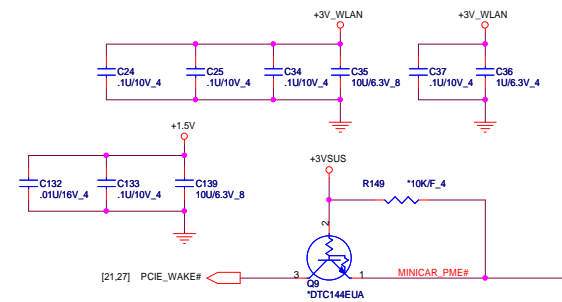 +3V_WLAN
+3V_WLAN
C24
.1U/10V_4
C25
.1U/10V_4
C34
.1U/10V_4
C35
10U/6.3V_8
C37
.1U/10V_4
C36
1U/6.3V_4
+1.5V
C132
.01U/16V_4
C133
.1U/10V_4
C139
10U/6.3V_8
+3VSUS
R149 *10K/F_4
2
[21,27] PCIE_WAKE# 3 1 MINICAR_PME#
Q9
*DTC144EUA